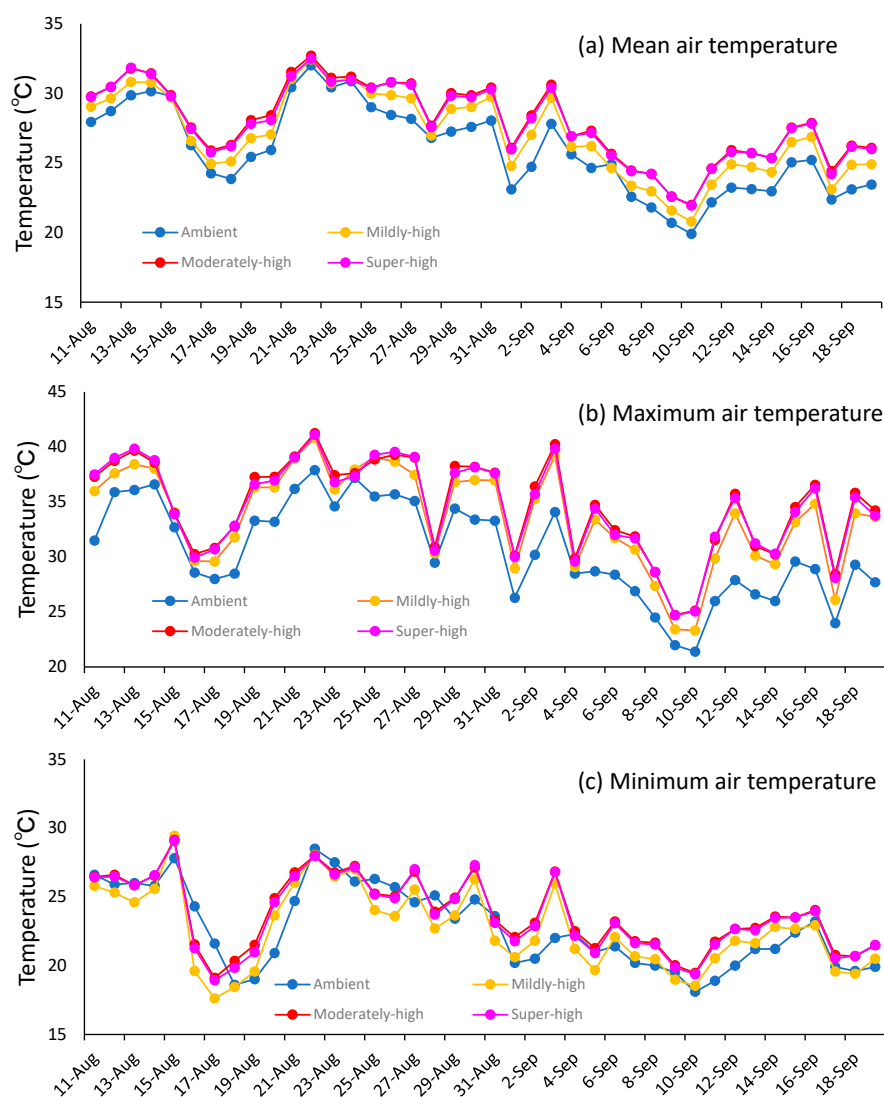 (a) Mean air temperature
Temperature (℃)
35
30
25
20
15
Ambient
Mildly-high
Moderately-high
Super-high
11-Aug
13-Aug
15-Aug
17-Aug
19-Aug
21-Aug
23-Aug
25-Aug
27-Aug
29-Aug
31-Aug
2-Sep
4-Sep
6-Sep
8-Sep
10-Sep
12-Sep
14-Sep
16-Sep
18-Sep
(b) Maximum air temperature
Temperature (℃)
45
40
35
30
25
20
Ambient
Mildly-high
Moderately-high
Super-high
11-Aug
13-Aug
15-Aug
17-Aug
19-Aug
21-Aug
23-Aug
25-Aug
27-Aug
29-Aug
31-Aug
2-Sep
4-Sep
6-Sep
8-Sep
10-Sep
12-Sep
14-Sep
16-Sep
18-Sep
(c) Minimum air temperature
Temperature (℃)
35
30
25
20
15
Ambient
Mildly-high
Moderately-high
Super-high
11-Aug
13-Aug
15-Aug
17-Aug
19-Aug
21-Aug
23-Aug
25-Aug
27-Aug
29-Aug
31-Aug
2-Sep
4-Sep
6-Sep
8-Sep
10-Sep
12-Sep
14-Sep
16-Sep
18-Sep